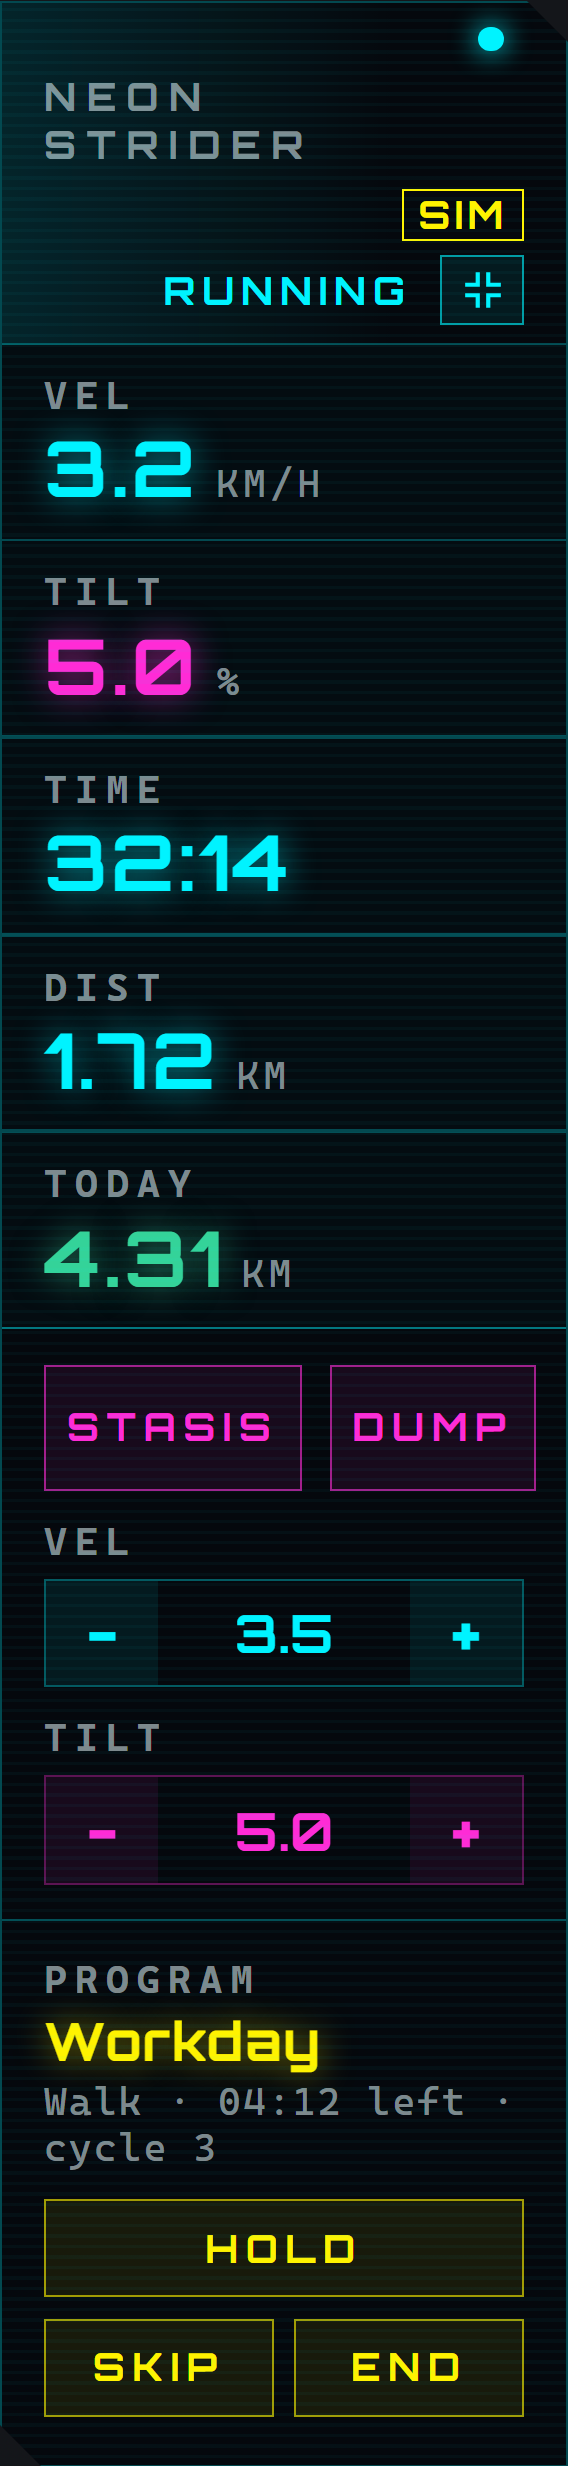 NEON
STRIDER
SIM
RUNNING
VEL
3.2 KM/H
TILT
5.0 %
TIME
32:14
DIST
1.72 KM
TODAY
4.31 KM
STASIS DUMP
VEL
- 3.5 +
TILT
- 5.0 +
PROGRAM
Workday
Walk · 04:12 left ·
cycle 3
HOLD
SKIP END